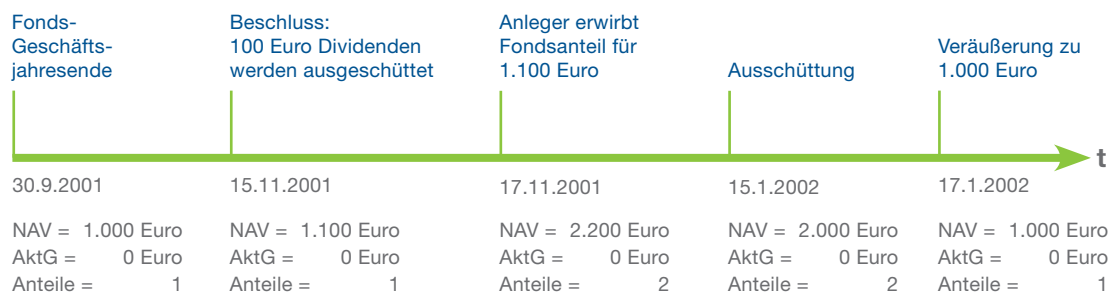 Fonds-
Geschäfts-
jahresende
Beschluss:
100 Euro Dividenden
werden ausgeschüttet
Anleger erwirbt
Fondsanteil für
1.100 Euro
Ausschüttung
Veräußerung zu
1.000 Euro
t
30.9.2001
15.11.2001
17.11.2001
15.1.2002
17.1.2002
NAV = 1.000 Euro
AktG = 0 Euro
Anteile = 1
NAV = 1.100 Euro
AktG = 0 Euro
Anteile = 1
NAV = 2.200 Euro
AktG = 0 Euro
Anteile = 2
NAV = 2.000 Euro
AktG = 0 Euro
Anteile = 2
NAV = 1.000 Euro
AktG = 0 Euro
Anteile = 1